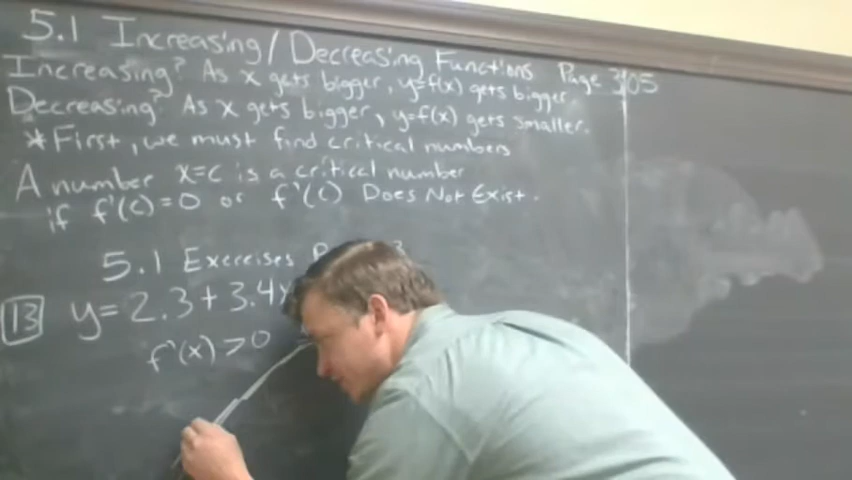 5.1 Increasing/Decreasing Functions Page 305
Increasing? As x gets bigger, y=f(x) gets bigger
Decreasing? As x gets bigger, y=f(x) gets smaller.
*First, we must find critical numbers
A number x=c is a critical number
if f'(c)=0 or f'(c) Does Not Exist.
5.1 Exercises
13 y=2.3+3.4x
f'(x)>0